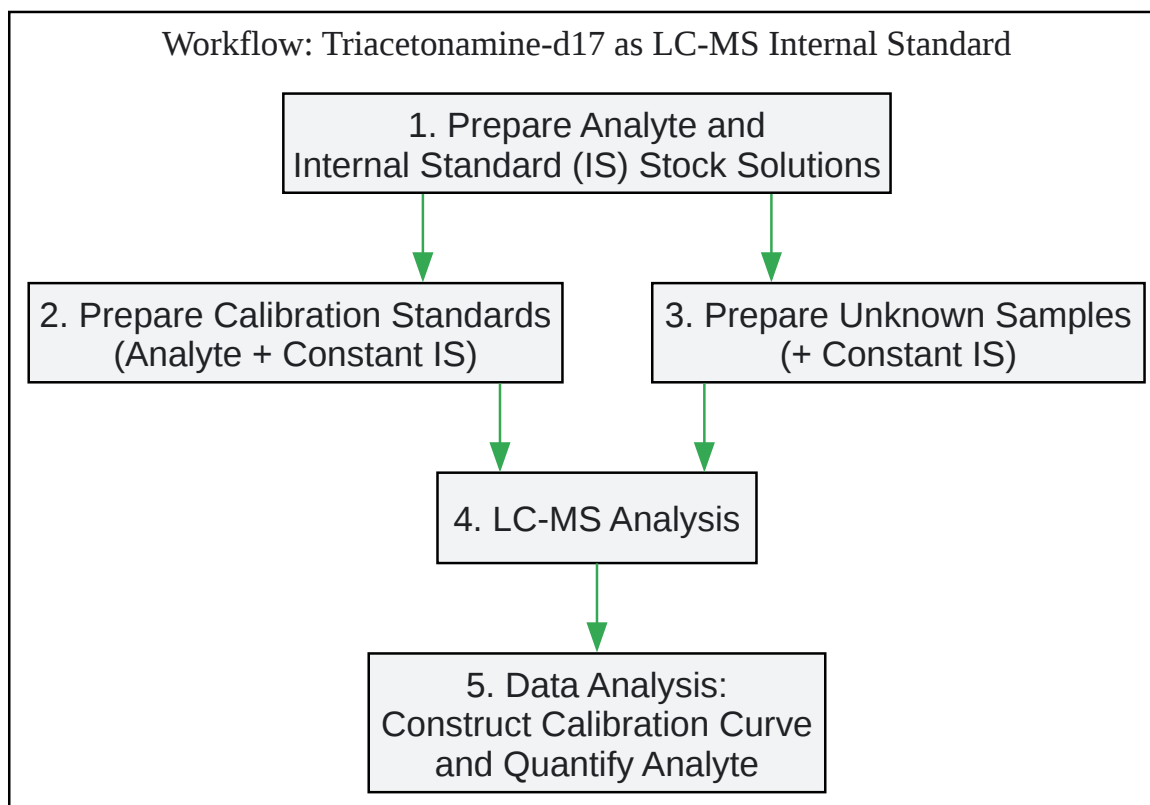 Workflow: Triacetonamine-d17 as LC-MS Internal Standard
1. Prepare Analyte and
Internal Standard (IS) Stock Solutions
2. Prepare Calibration Standards
(Analyte + Constant IS)
3. Prepare Unknown Samples
(+ Constant IS)
4. LC-MS Analysis
5. Data Analysis:
Construct Calibration Curve
and Quantify Analyte